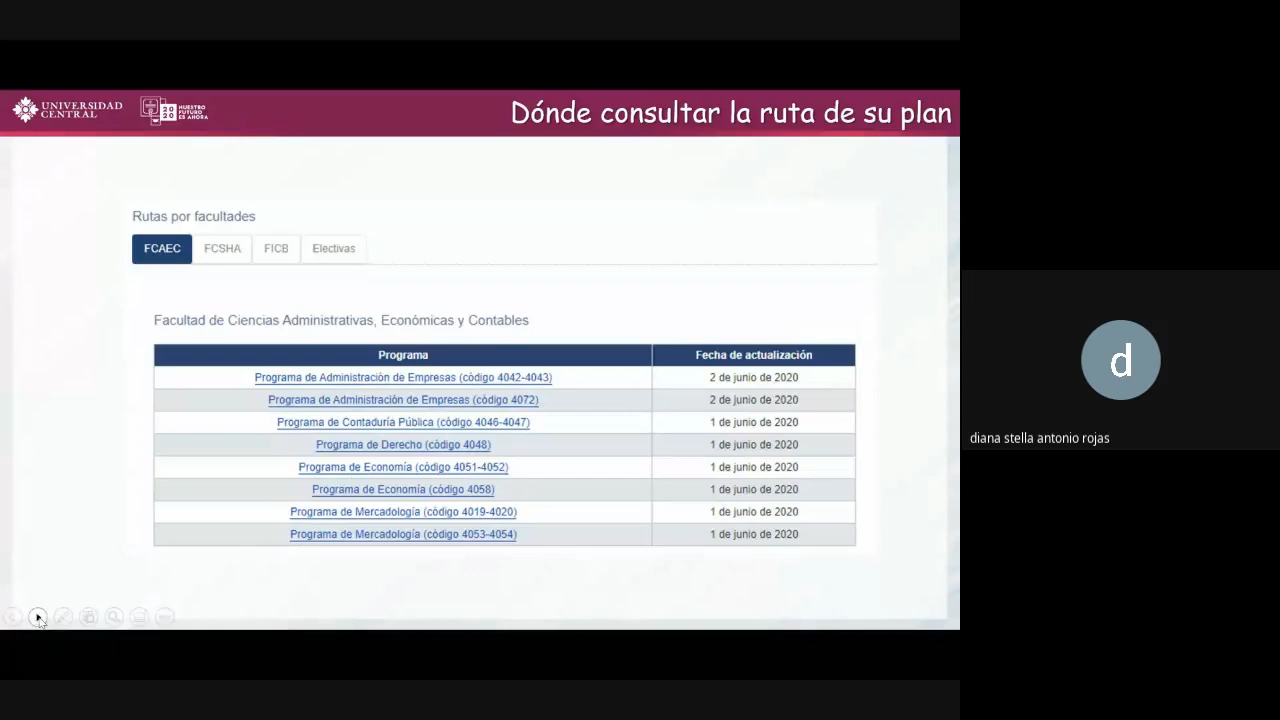 UNIVERSIDAD
CENTRAL
20
20
NUESTRO
FUTURO
ES AHORA
Dónde consultar la ruta de su plan
Rutas por facultades
FCAEC
FCSHA
FICB
Electivas
Facultad de Ciencias Administrativas, Económicas y Contables
Programa
Fecha de actualización
Programa de Administración de Empresas (código 4042-4043)
2 de junio de 2020
Programa de Administración de Empresas (código 4072)
2 de junio de 2020
Programa de Contaduría Pública (código 4046-4047)
1 de junio de 2020
Programa de Derecho (código 4048)
1 de junio de 2020
Programa de Economía (código 4051-4052)
1 de junio de 2020
Programa de Economía (código 4058)
1 de junio de 2020
Programa de Mercadología (código 4019-4020)
1 de junio de 2020
Programa de Mercadología (código 4053-4054)
1 de junio de 2020
d
diana stella antonio rojas